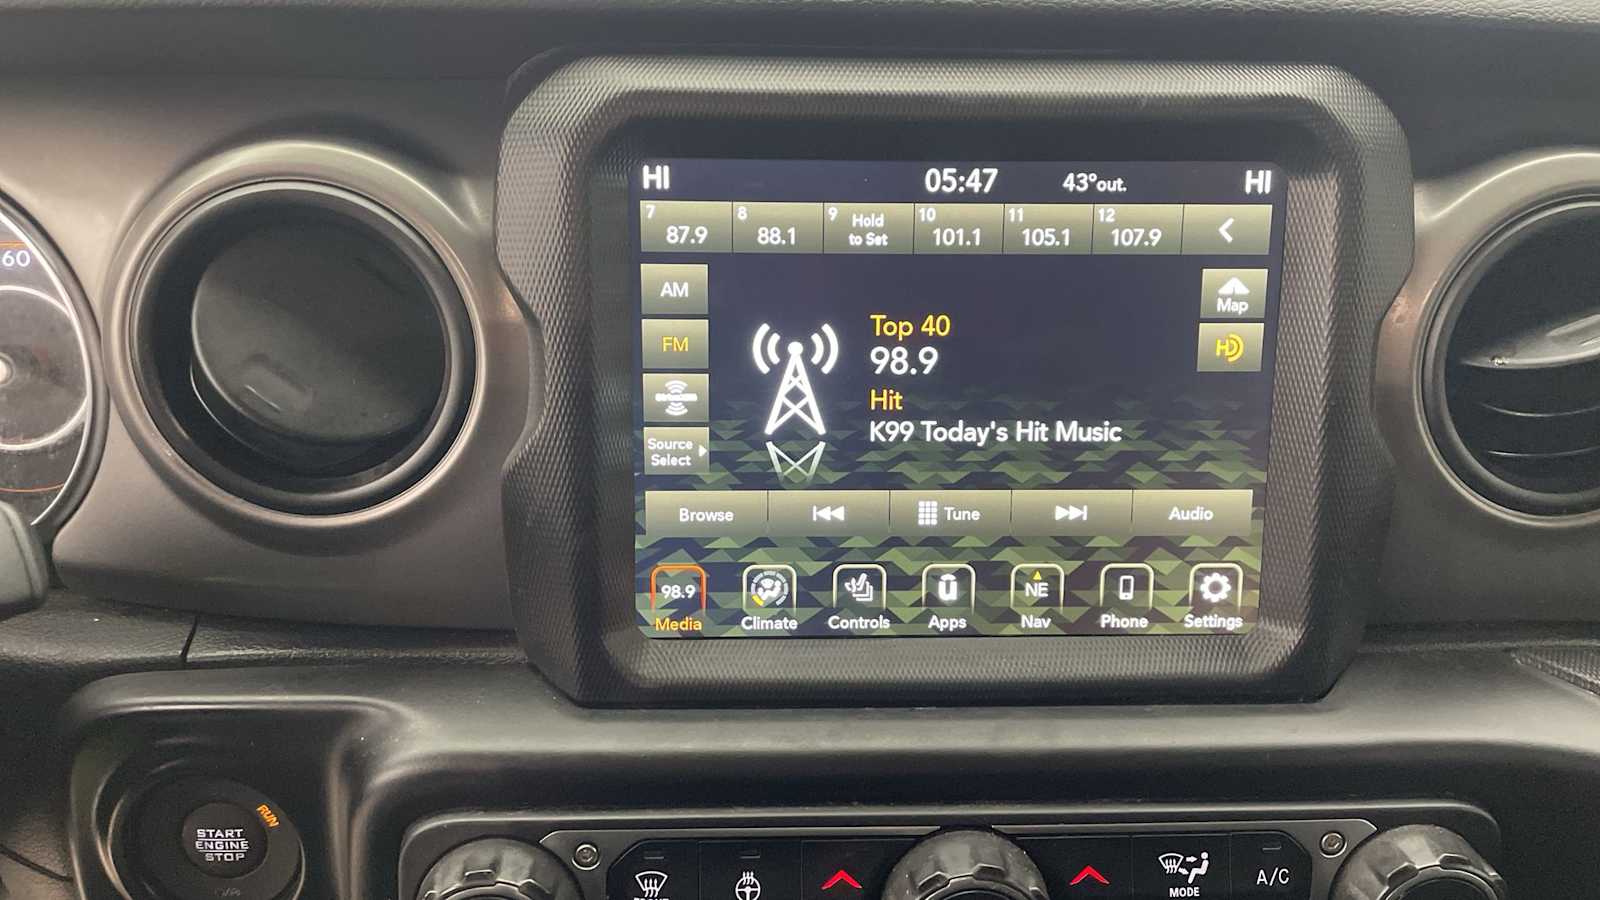 HI 05:47 43°out. HI
7 87.9
8 88.1
9 Hold
to Set
10 101.1
11 105.1
12 107.9
AM
FM
SiriusXM
Source
Select
Top 40
98.9
Hit
K99 Today's Hit Music
Map
HD
Browse
Tune
Audio
98.9
Media
Climate
Controls
Apps
NE
Nav
Phone
Settings
60
RUN
START
ENGINE
STOP
MODE
A/C